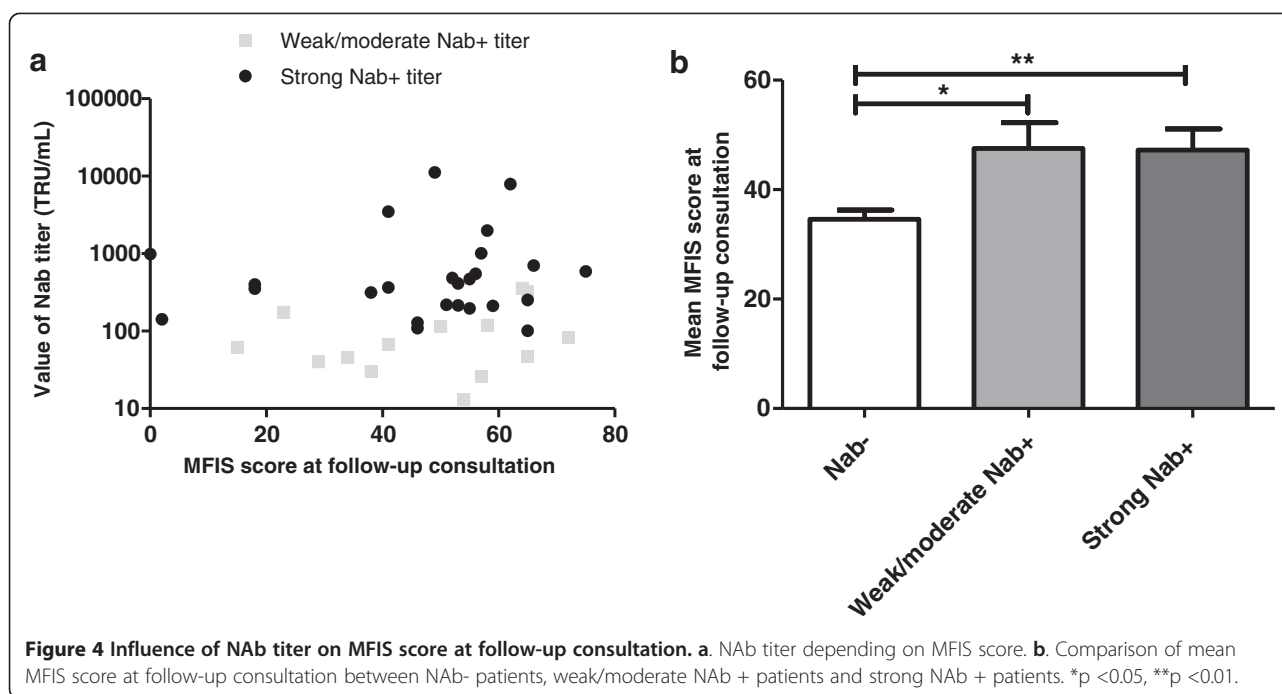 a
Weak/moderate Nab+ titer
Strong Nab+ titer
Value of Nab titer (TRU/mL)
100000
10000
1000
100
10
0 20 40 60 80
MFIS score at follow-up consultation
b
Mean MFIS score at
follow-up consultation
60
40
20
0
*
**
Nab-
Weak/moderate Nab+
Strong Nab+
Figure 4 Influence of NAb titer on MFIS score at follow-up consultation. a. NAb titer depending on MFIS score. b. Comparison of mean
MFIS score at follow-up consultation between NAb- patients, weak/moderate NAb + patients and strong NAb + patients. *p <0.05, **p <0.01.